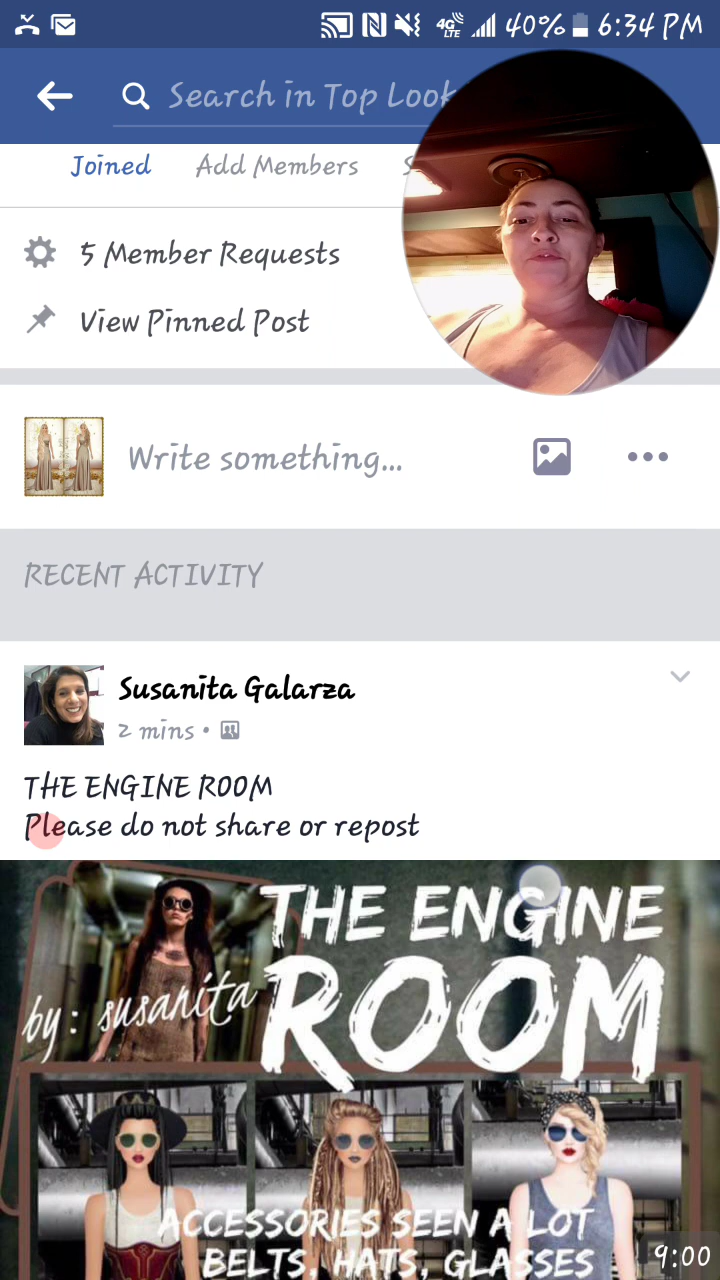 4G LTE 40% 6:34 PM
Search in Top Look
Joined Add Members S
5 Member Requests
View Pinned Post
Write something...
RECENT ACTIVITY
Susanita Galarza
2 mins •
THE ENGINE ROOM
Please do not share or repost
THE ENGINE
ROOM
by: susanita
ACCESSORIES SEEN A LOT
BELTS, HATS, GLASSES
9:00